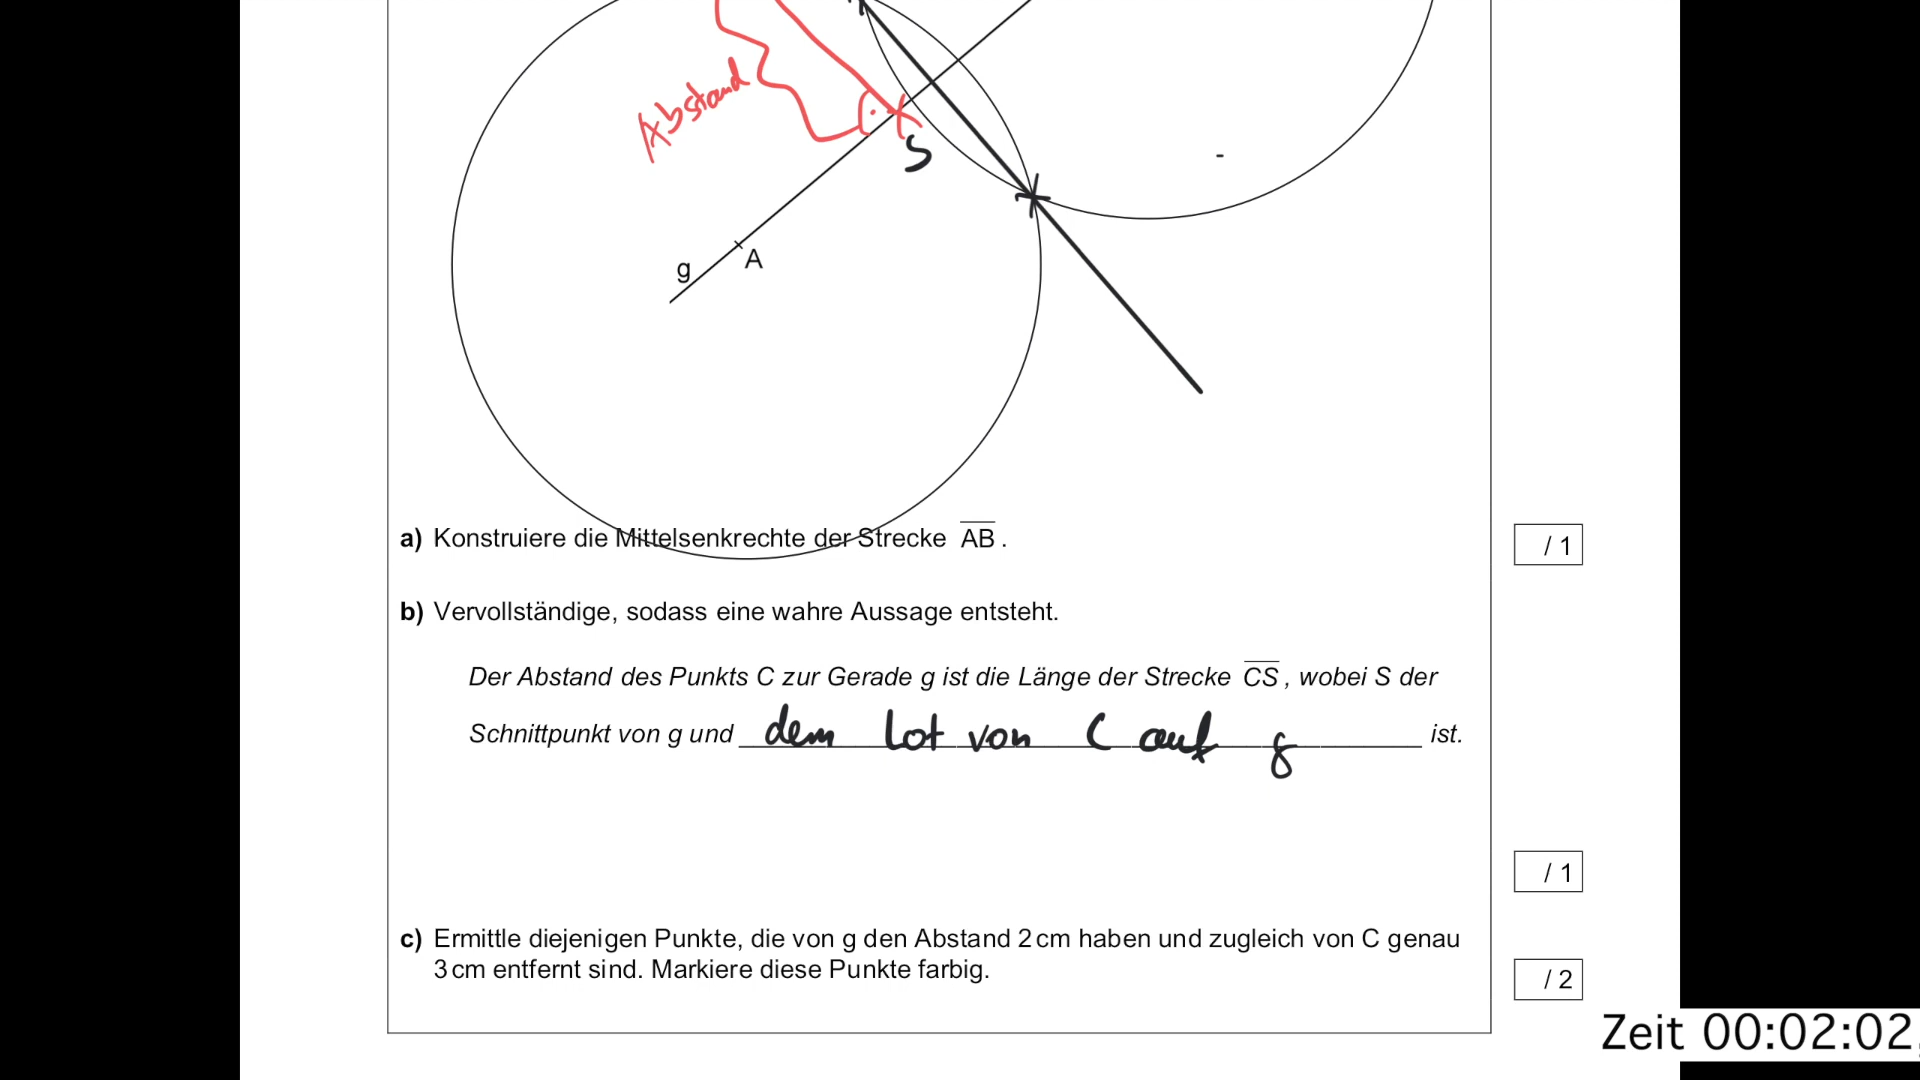 Abstand
S
A
g
a) Konstruiere die Mittelsenkrechte der Strecke AB .
/ 1
b) Vervollständige, sodass eine wahre Aussage entsteht.
Der Abstand des Punkts C zur Gerade g ist die Länge der Strecke CS , wobei S der
Schnittpunkt von g und dem Lot von C auf g ist.
/ 1
c) Ermittle diejenigen Punkte, die von g den Abstand 2 cm haben und zugleich von C genau
3 cm entfernt sind. Markiere diese Punkte farbig.
/ 2
Zeit 00:02:02